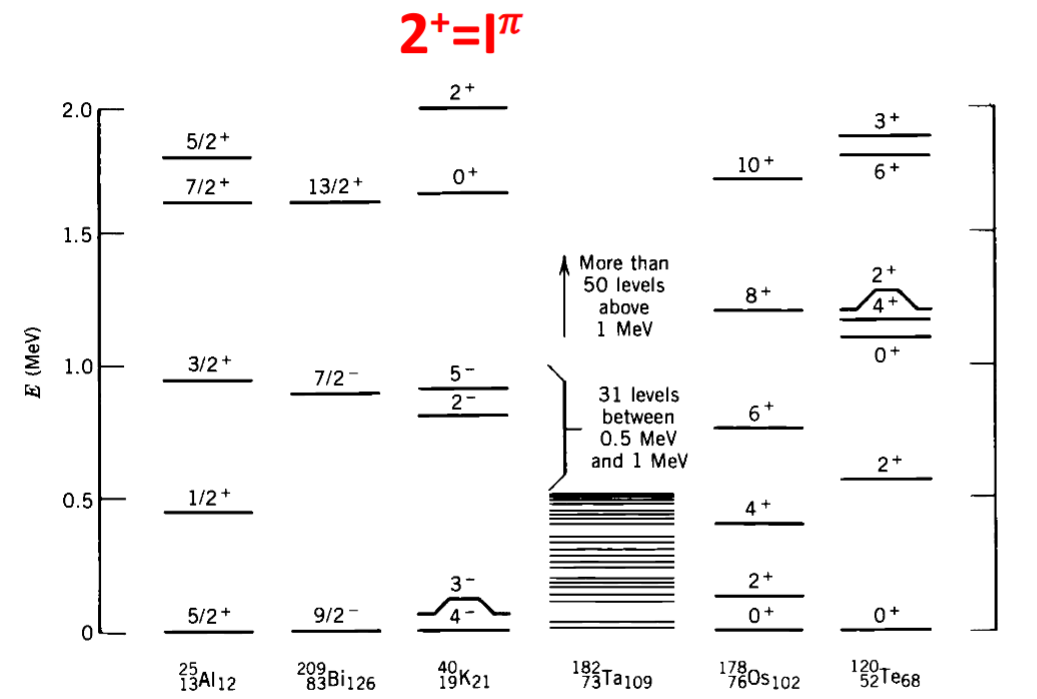 2⁺=I^π
2.0
1.5
1.0
0.5
0
E (MeV)
5/2⁺
7/2⁺
3/2⁺
1/2⁺
5/2⁺
²⁵₁₃Al₁₂
13/2⁺
7/2⁻
9/2⁻
²⁰⁹₈₃Bi₁₂₆
2⁺
0⁺
5⁻
2⁻
3⁻
4⁻
⁴⁰₁₉K₂₁
More than
50 levels
above
1 MeV
31 levels
between
0.5 MeV
and 1 MeV
¹⁸²₇₃Ta₁₀₉
10⁺
8⁺
6⁺
4⁺
2⁺
0⁺
¹⁷⁸₇₆Os₁₀₂
3⁺
6⁺
2⁺
4⁺
0⁺
2⁺
0⁺
¹²⁰₅₂Te₆₈